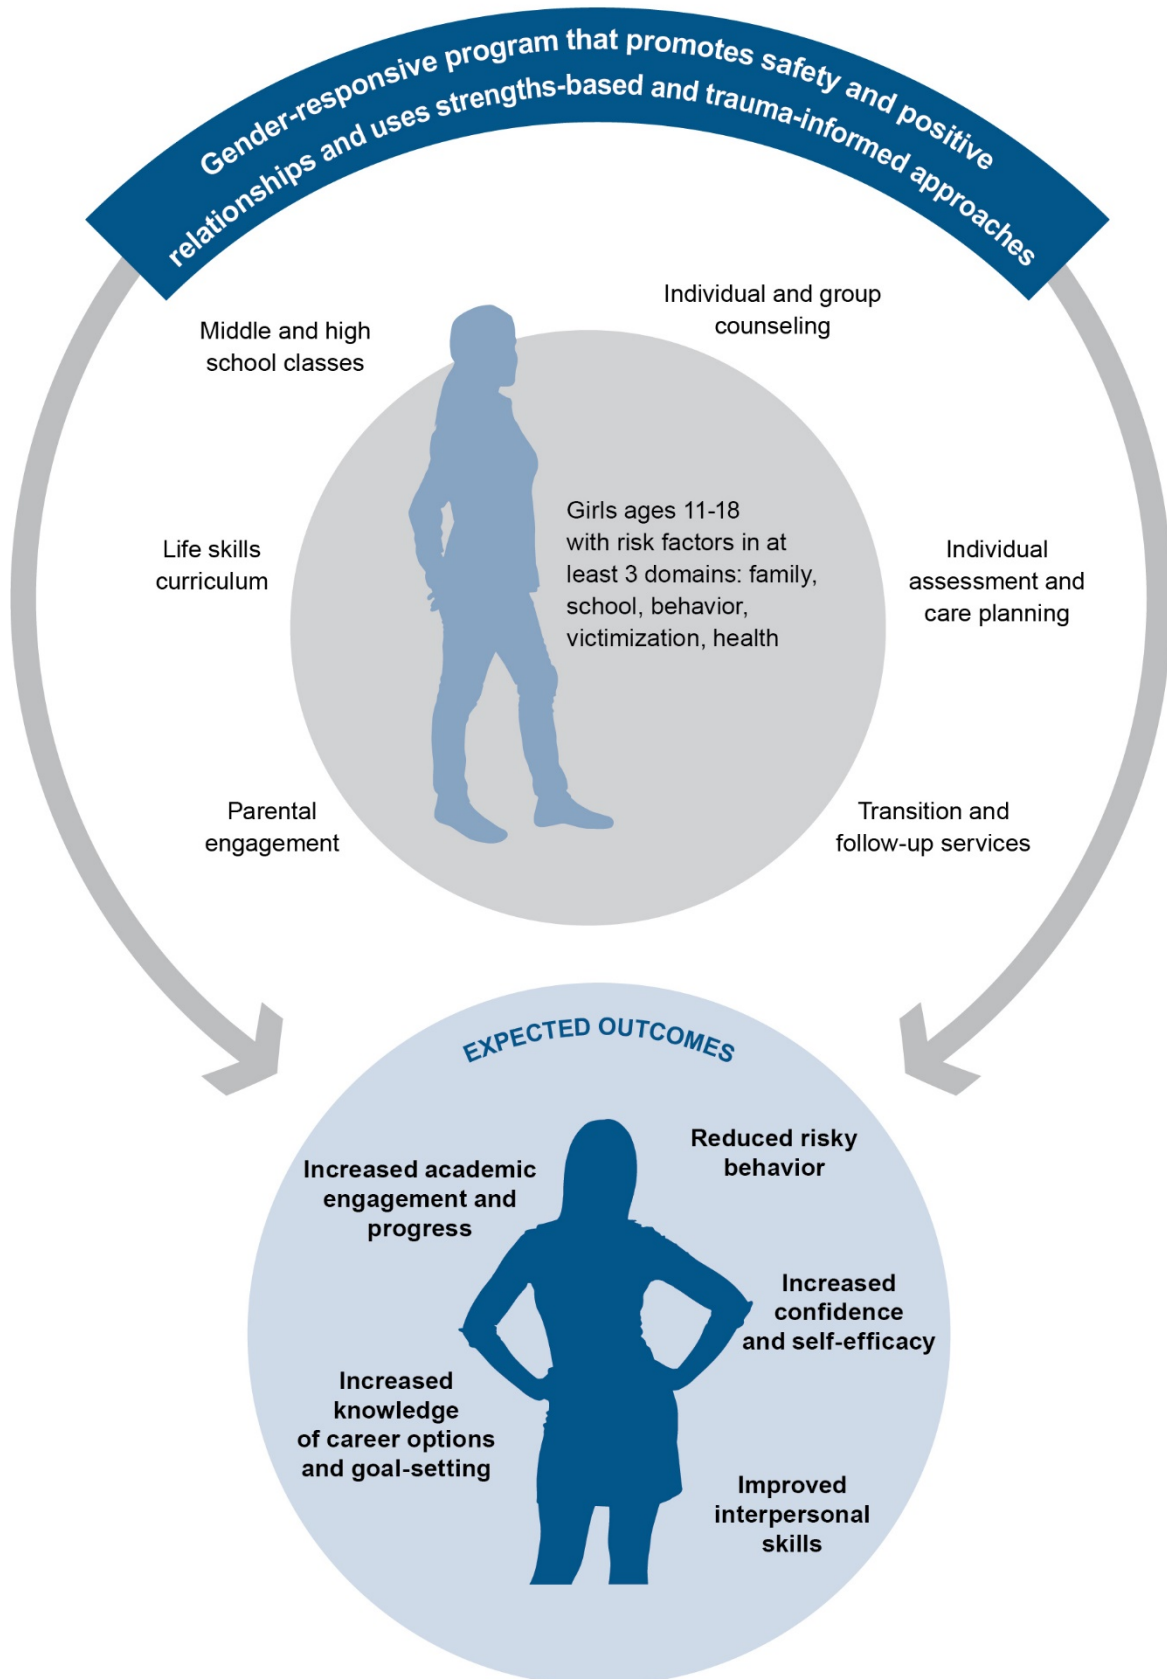 Gender-responsive program that promotes safety and positive
relationships and uses strengths-based and trauma-informed approaches
Middle and high
school classes
Individual and group
counseling
Life skills
curriculum
Girls ages 11-18
with risk factors in at
least 3 domains: family,
school, behavior,
victimization, health
Individual
assessment and
care planning
Parental
engagement
Transition and
follow-up services
EXPECTED OUTCOMES
Increased academic
engagement and
progress
Reduced risky
behavior
Increased
confidence
and self-efficacy
Increased
knowledge
of career options
and goal-setting
Improved
interpersonal
skills